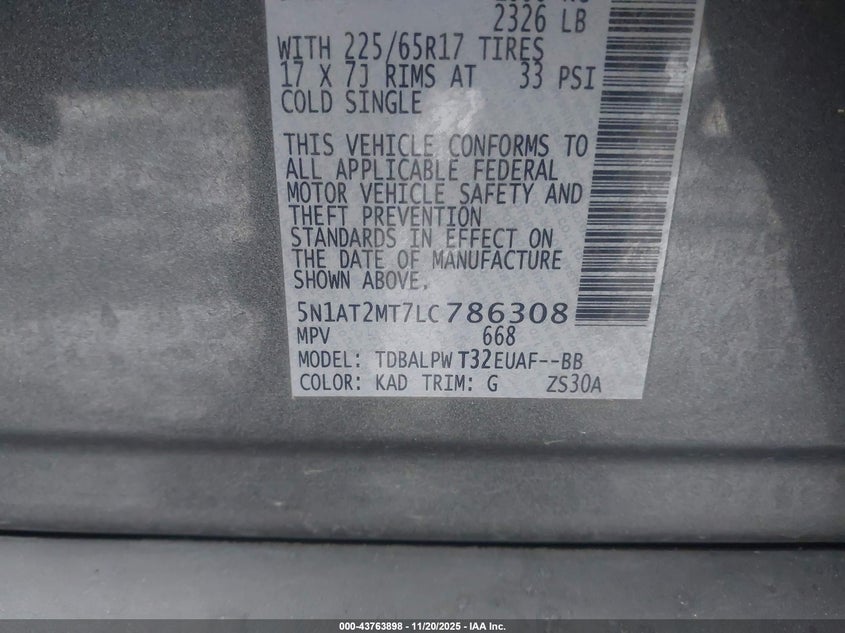 2326 LB
WITH 225/65R17 TIRES
17 X 7J RIMS AT 33 PSI
COLD SINGLE
THIS VEHICLE CONFORMS TO
ALL APPLICABLE FEDERAL
MOTOR VEHICLE SAFETY AND
THEFT PREVENTION
STANDARDS IN EFFECT ON
THE DATE OF MANUFACTURE
SHOWN ABOVE.
5N1AT2MT7LC786308
MPV 668
MODEL: TDBALPW T32EUAF--BB
COLOR: KAD TRIM: G ZS30A
000-43763898 - 11/20/2025 - IAA Inc.